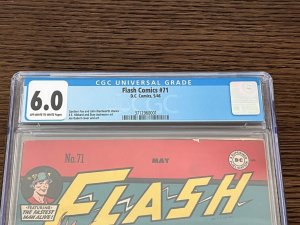 CGC UNIVERSAL GRADE
Flash Comics #71
D.C. Comics, 5/46
6.0
OFF-WHITE TO WHITE Pages
No. 71
MAY
FEATURING
THE FASTEST
MAN ALIVE!
FLASH